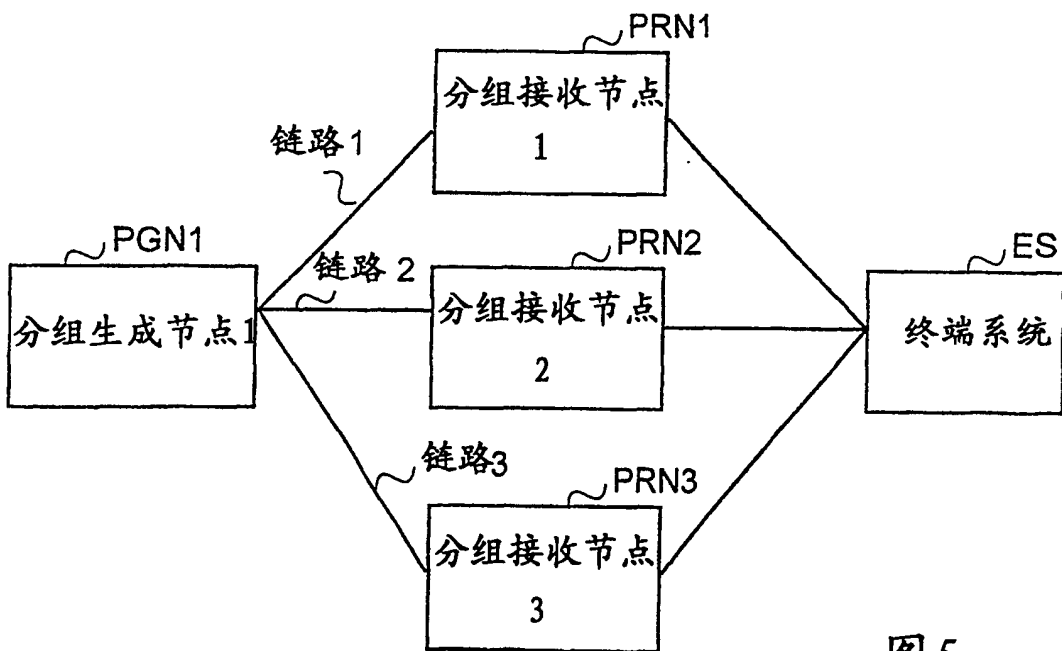 PRN1
分组接收节点
1
链路1
PGN1
分组生成节点1
链路2
PRN2
分组接收节点
2
ES
终端系统
链路3
PRN3
分组接收节点
3
图5